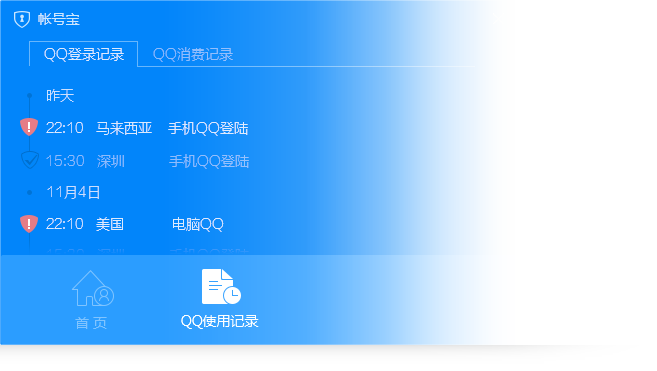 帐号宝
QQ登录记录 QQ消费记录
昨天
22:10 马来西亚 手机QQ登陆
15:30 深圳 手机QQ登陆
11月4日
22:10 美国 电脑QQ
首 页 QQ使用记录